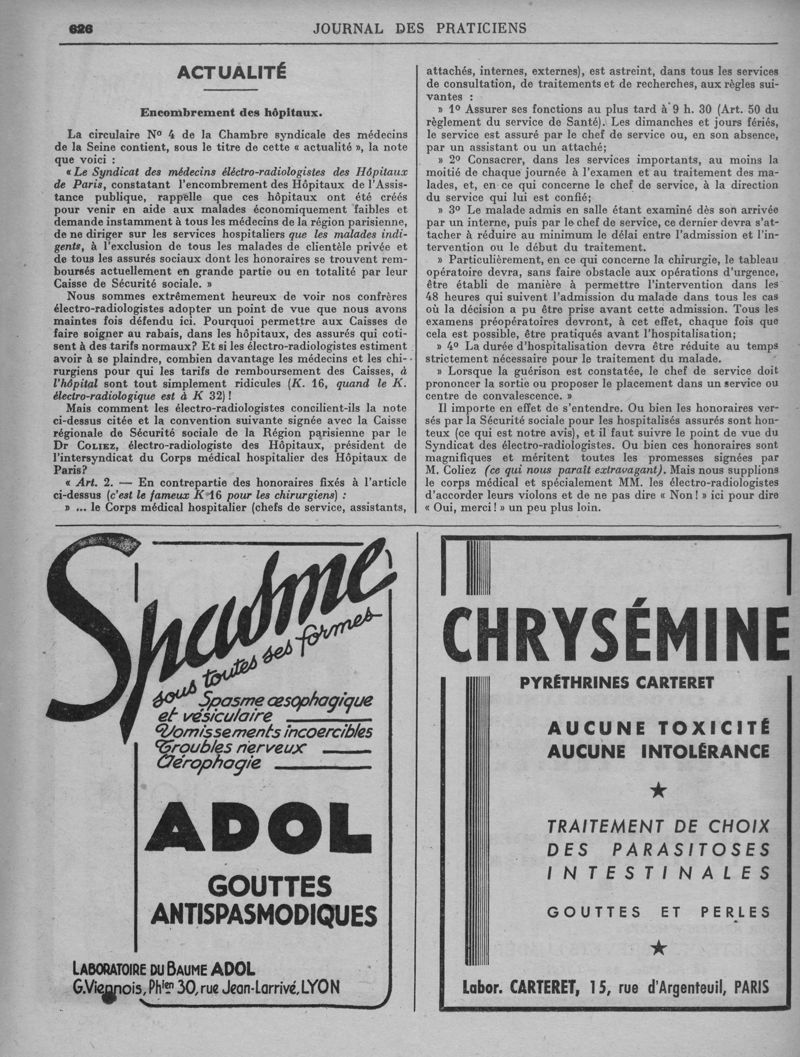 626
JOURNAL DES PRATICIENS
ACTUALITÉ
Encombrement des hôpitaux.
La circulaire No 4 de la Chambre syndicale des médecins
de la Seine contient, sous le titre de cette « actualité », la note
que voici :
« Le Syndicat des médecins éléctro-radiologistes des Hôpitaux
de Paris, constatant l'encombrement des Hôpitaux de l'Assis-
tance publique, rappelle que ces hôpitaux ont été créés
pour venir en aide aux malades économiquement faibles et
demande instamment à tous les médecins de la région parisienne,
de ne diriger sur les services hospitaliers que les malades indi-
gents, à l'exclusion de tous les malades de clientèle privée et
de tous les assurés sociaux dont les honoraires se trouvent rem-
boursés actuellement en grande partie ou en totalité par leur
Caisse de Sécurité sociale. »
Nous sommes extrêmement heureux de voir nos confrères
électro-radiologistes adopter un point de vue que nous avons
maintes fois défendu ici. Pourquoi permettre aux Caisses de
faire soigner au rabais, dans les hôpitaux, des assurés qui coti-
sent à des tarifs normaux? Et si les électro-radiologistes estiment
avoir à se plaindre, combien davantage les médecins et les chi-
rurgiens pour qui les tarifs de remboursement des Caisses, à
l'hôpital sont tout simplement ridicules (K. 16, quand le K.
électro-radiologique est à K 32) !
Mais comment les électro-radiologistes concilient-ils la note
ci-dessus citée et la convention suivante signée avec la Caisse
régionale de Sécurité sociale de la Région parisienne par le
Dr COLIEZ, électro-radiologiste des Hôpitaux, président de
l'intersyndicat du Corps médical hospitalier des Hôpitaux de
Paris?
« Art. 2. — En contrepartie des honoraires fixés à l'article
ci-dessus (c'est le fameux K 16 pour les chirurgiens) :
» ... le Corps médical hospitalier (chefs de service, assistants,
attachés, internes, externes), est astreint, dans tous les services
de consultation, de traitements et de recherches, aux règles sui-
vantes :
» 1o Assurer ses fonctions au plus tard à 9 h. 30 (Art. 50 du
règlement du service de Santé). Les dimanches et jours fériés,
le service est assuré par le chef de service ou, en son absence,
par un assistant ou un attaché;
» 2o Consacrer, dans les services importants, au moins la
moitié de chaque journée à l'examen et au traitement des ma-
lades, et, en ce qui concerne le chef de service, à la direction
du service qui lui est confié;
» 3o Le malade admis en salle étant examiné dès son arrivée
par un interne, puis par le chef de service, ce dernier devra s'at-
tacher à réduire au minimum le délai entre l'admission et l'in-
tervention ou le début du traitement.
» Particulièrement, en ce qui concerne la chirurgie, le tableau
opératoire devra, sans faire obstacle aux opérations d'urgence,
être établi de manière à permettre l'intervention dans les
48 heures qui suivent l'admission du malade dans tous les cas
où la décision a pu être prise avant cette admission. Tous les
examens préopératoires devront, à cet effet, chaque fois que
cela est possible, être pratiqués avant l'hospitalisation;
» 4o La durée d'hospitalisation devra être réduite au temps
strictement nécessaire pour le traitement du malade.
» Lorsque la guérison est constatée, le chef de service doit
prononcer la sortie ou proposer le placement dans un service ou
centre de convalescence. »
Il importe en effet de s'entendre. Ou bien les honoraires ver-
sés par la Sécurité sociale pour les hospitalisés assurés sont hon-
teux (ce qui est notre avis), et il faut suivre le point de vue du
Syndicat des électro-radiologistes. Ou bien ces honoraires sont
magnifiques et méritent toutes les promesses signées par
M. Coliez (ce qui nous paraît extravagant). Mais nous supplions
le corps médical et spécialement MM. les électro-radiologistes
d'accorder leurs violons et de ne pas dire « Non ! » ici pour dire
« Oui, merci ! » un peu plus loin.
Spasme
sous toutes ses formes
Spasme œsophagique
et vésiculaire
Vomissements incoercibles
Troubles nerveux
Aérophagie
ADOL
GOUTTES
ANTISPASMODIQUES
LABORATOIRE DU BAUME ADOL
G.Viennois, Phien 30, rue Jean-Larrivé, LYON
CHRYSÉMINE
PYRÉTHRINES CARTERET
AUCUNE TOXICITÉ
AUCUNE INTOLÉRANCE
TRAITEMENT DE CHOIX
DES PARASITOSES
INTESTINALES
GOUTTES ET PERLES
Labor. CARTERET, 15, rue d'Argenteuil, PARIS